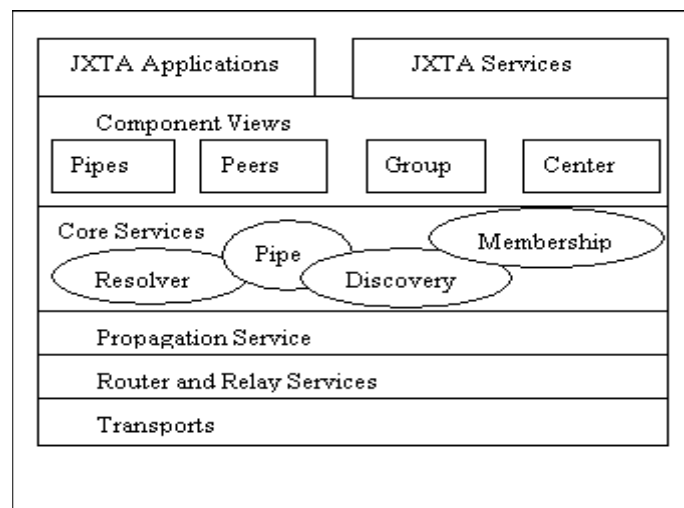 JXTA Applications
JXTA Services
Component Views
Pipes
Peers
Group
Center
Core Services
Membership
Pipe
Resolver
Discovery
Propagation Service
Router and Relay Services
Transports